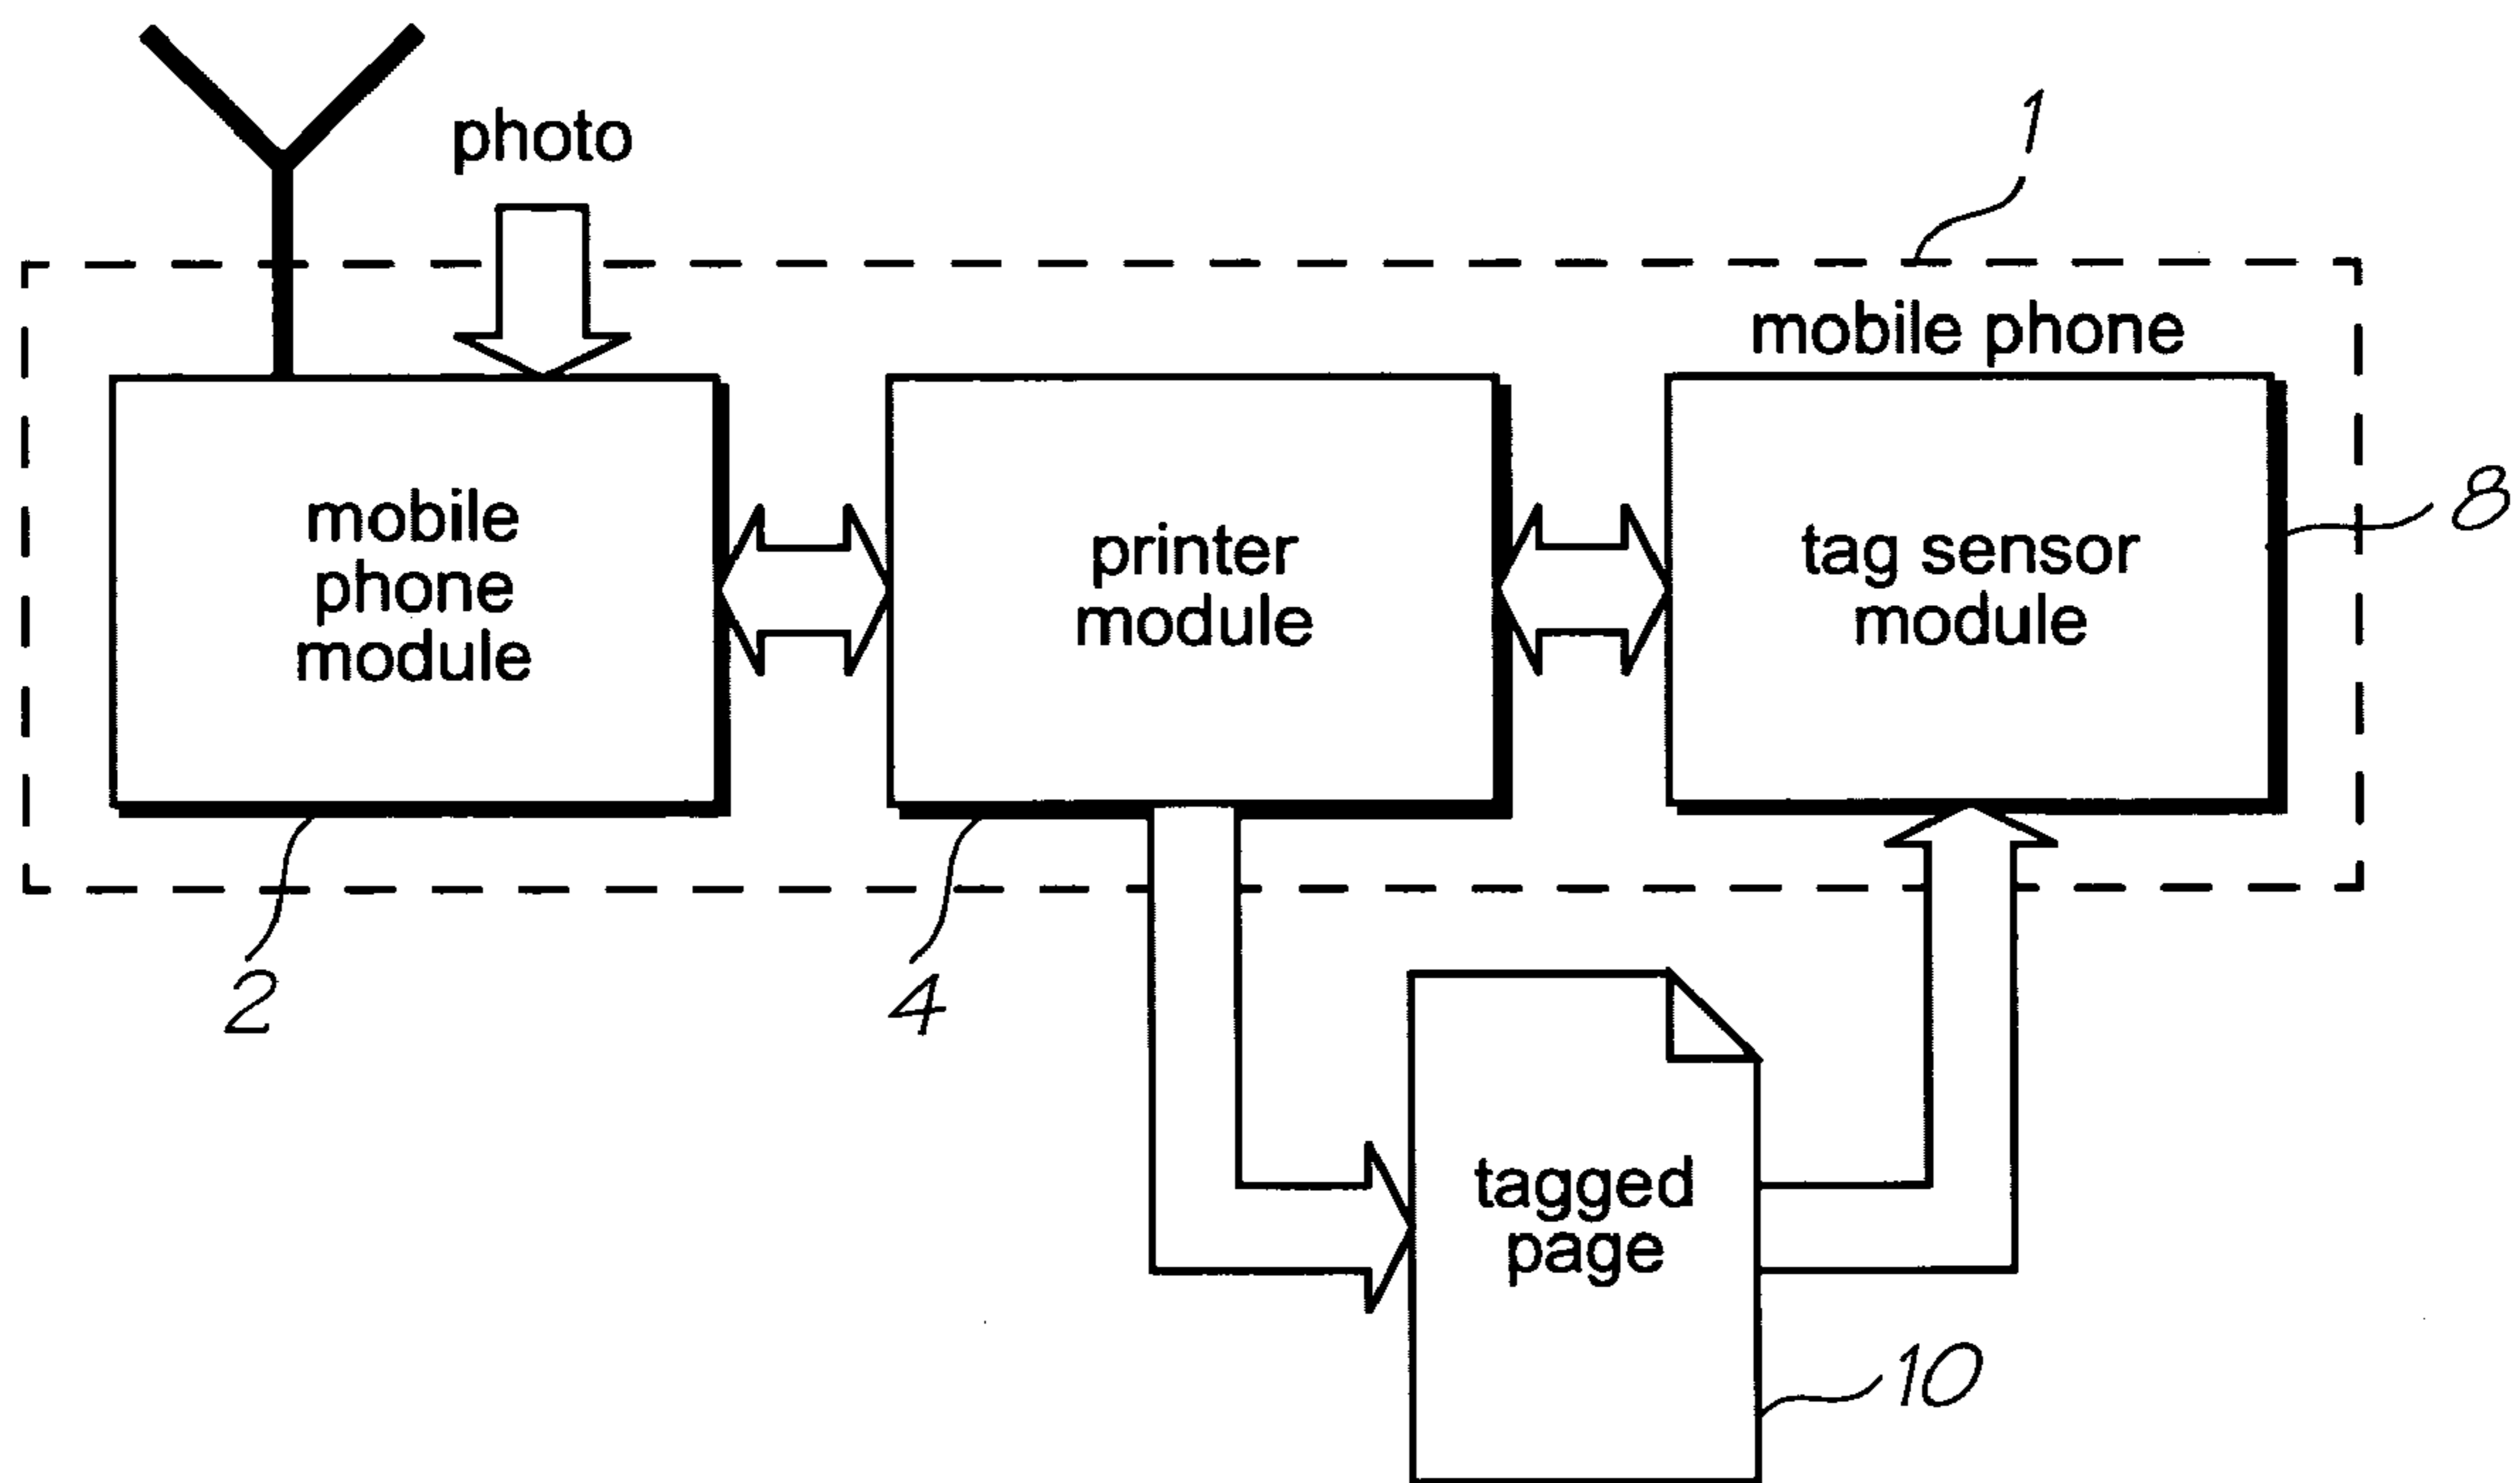 photo
1
mobile phone
mobile
phone
module
printer
module
tag sensor
module
8
2
4
tagged
page
10